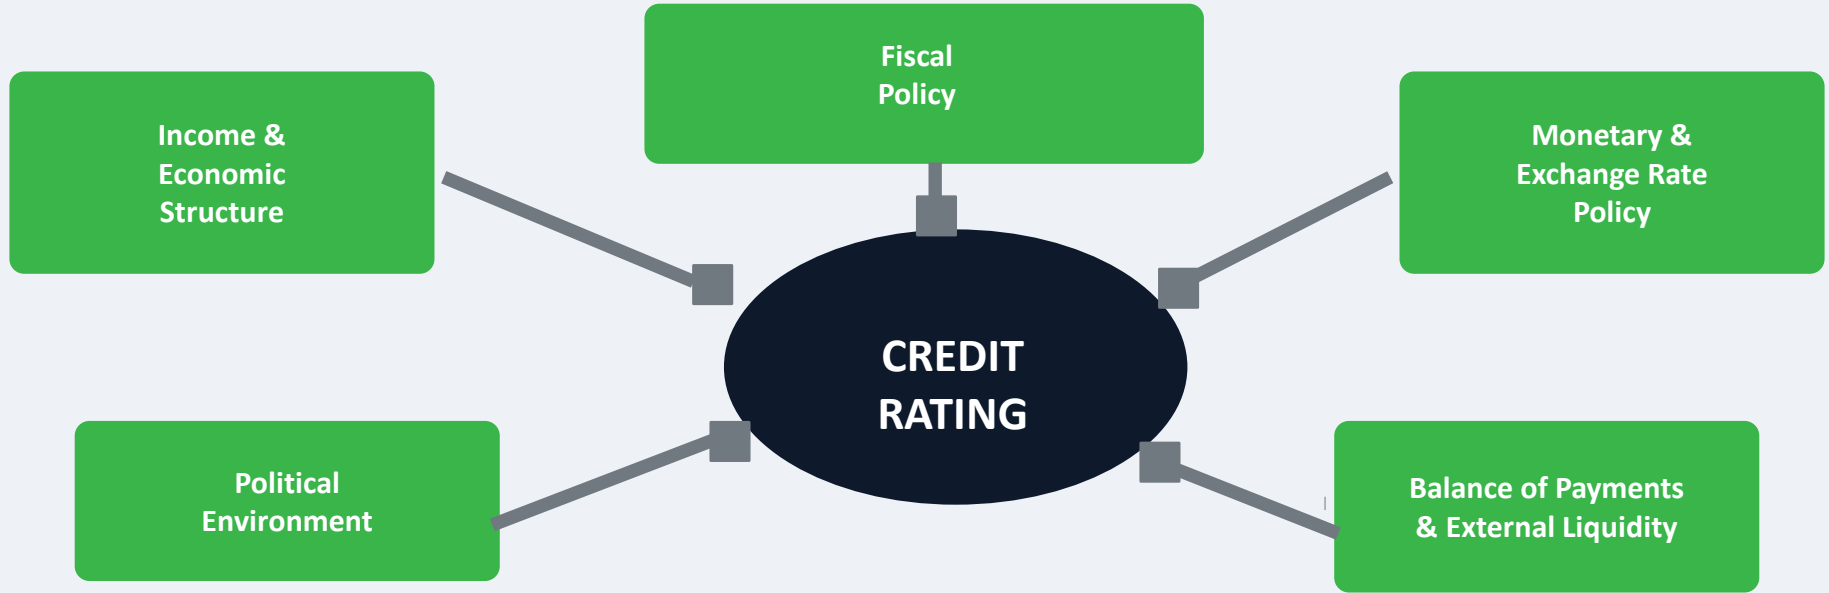 Fiscal
Policy
Income &
Economic
Structure
Monetary &
Exchange Rate
Policy
CREDIT
RATING
Political
Environment
Balance of Payments
& External Liquidity